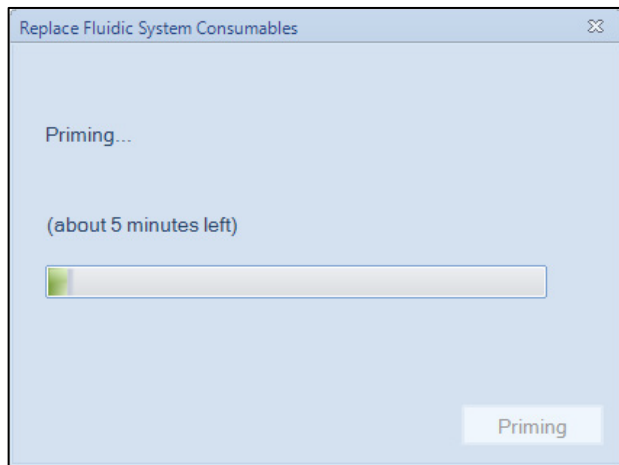 Replace Fluidic System Consumables
Priming...
(about 5 minutes left)
Priming